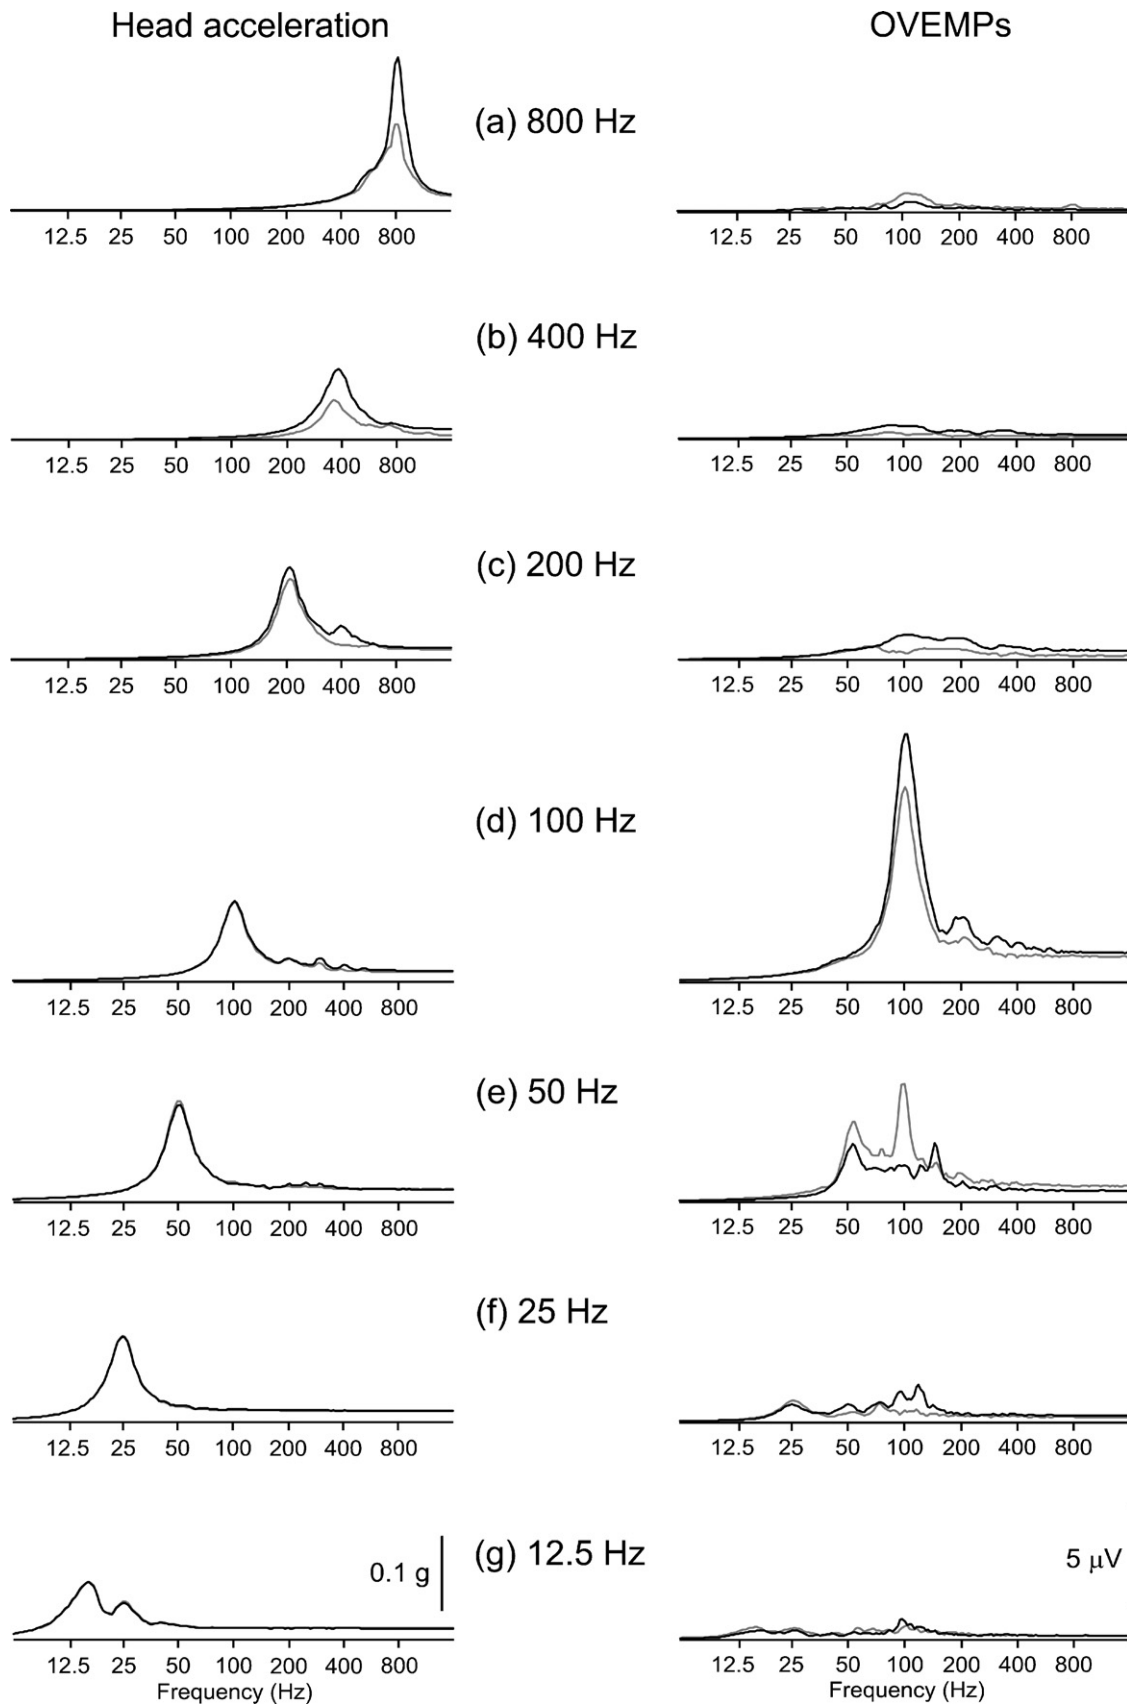 Head acceleration OVEMPs
(a) 800 Hz
12.5 25 50 100 200 400 800 12.5 25 50 100 200 400 800
(b) 400 Hz
12.5 25 50 100 200 400 800 12.5 25 50 100 200 400 800
(c) 200 Hz
12.5 25 50 100 200 400 800 12.5 25 50 100 200 400 800
(d) 100 Hz
12.5 25 50 100 200 400 800 12.5 25 50 100 200 400 800
(e) 50 Hz
12.5 25 50 100 200 400 800 12.5 25 50 100 200 400 800
(f) 25 Hz
12.5 25 50 100 200 400 800 12.5 25 50 100 200 400 800
0.1 g (g) 12.5 Hz 5 μV
12.5 25 50 100 200 400 800 12.5 25 50 100 200 400 800
Frequency (Hz) Frequency (Hz)